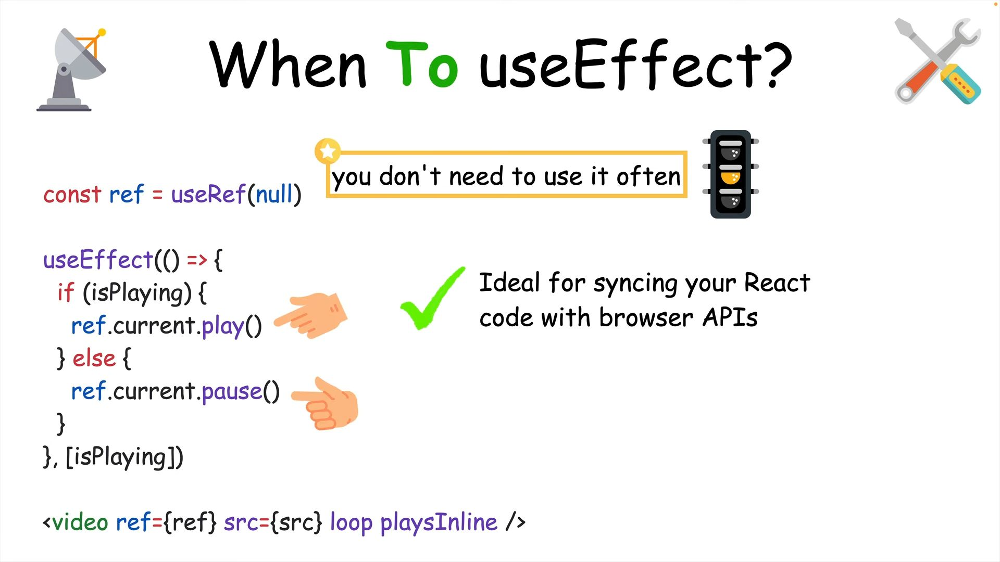 When To useEffect?
you don't need to use it often
const ref = useRef(null)
useEffect(() => {
if (isPlaying) {
ref.current.play()
} else {
ref.current.pause()
}
}, [isPlaying])
<video ref={ref} src={src} loop playsInline />
Ideal for syncing your React
code with browser APIs